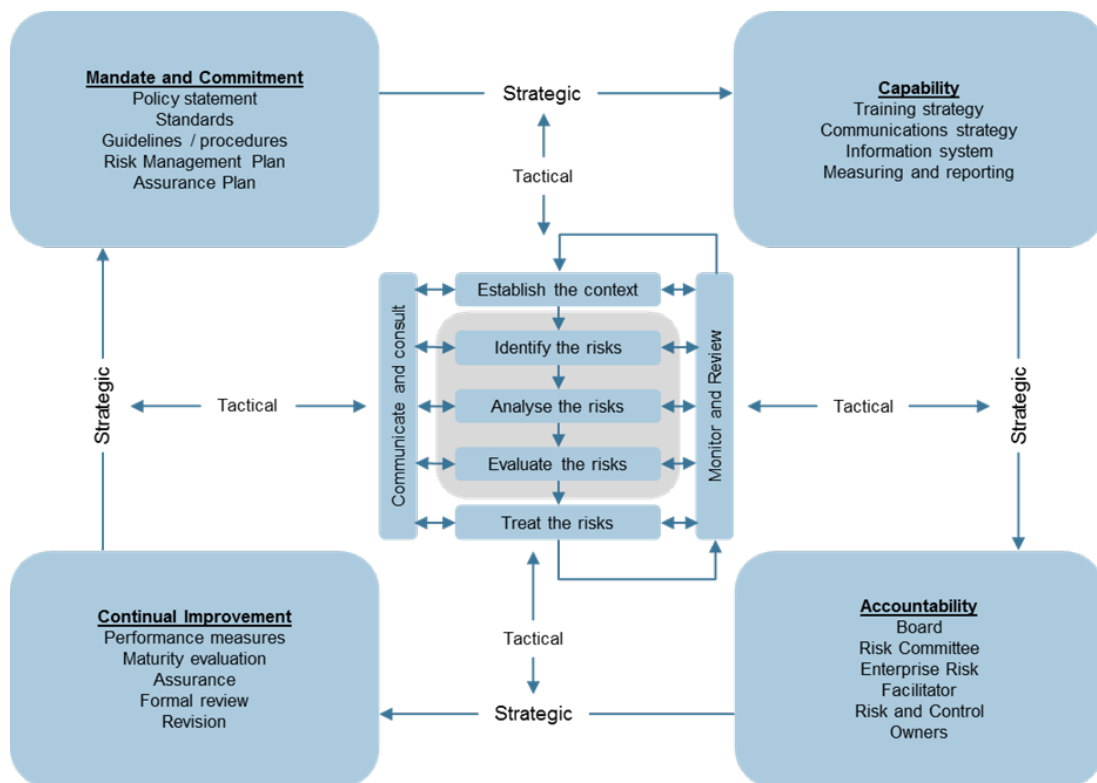 Mandate and Commitment
Policy statement
Standards
Guidelines / procedures
Risk Management Plan
Assurance Plan
Strategic
Capability
Training strategy
Communications strategy
Information system
Measuring and reporting
Tactical
Communicate and consult
Establish the context
Identify the risks
Analyse the risks
Evaluate the risks
Treat the risks
Monitor and Review
Strategic
Tactical
Tactical
Strategic
Continual Improvement
Performance measures
Maturity evaluation
Assurance
Formal review
Revision
Tactical
Strategic
Accountability
Board
Risk Committee
Enterprise Risk
Facilitator
Risk and Control
Owners